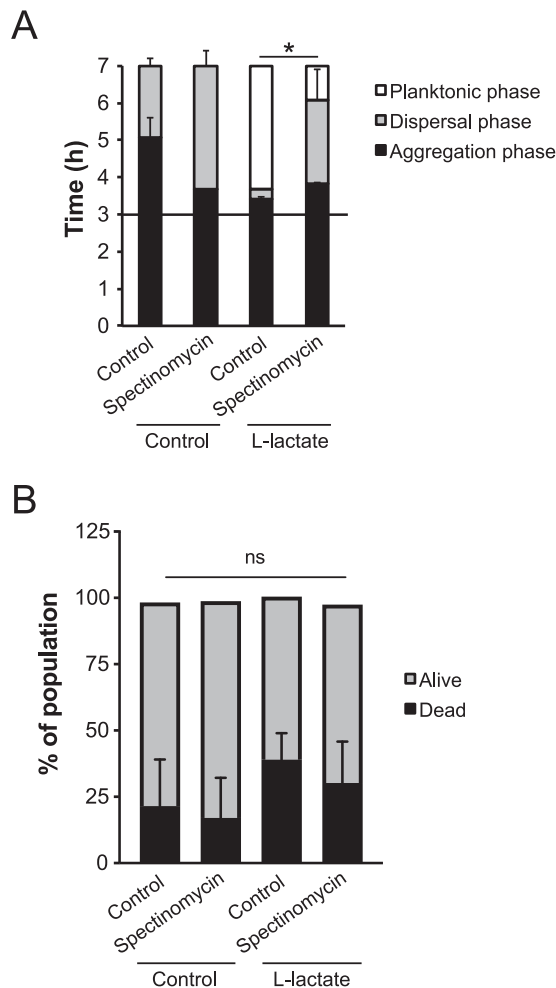 A
Time (h)
7
6
5
4
3
2
1
0
*
Planktonic phase
Dispersal phase
Aggregation phase
Control
Spectinomycin
Control
Spectinomycin
Control
L-lactate
B
% of population
125
100
75
50
25
0
ns
Alive
Dead
Control
Spectinomycin
Control
Spectinomycin
Control
L-lactate